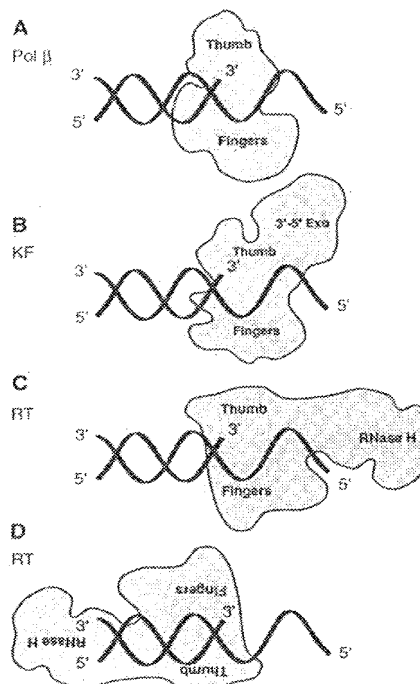 A
Pol β
Thumb
3'
3'
5'
5'
Fingers
B
KF
3'-5' Exo
Thumb
3'
3'
5'
5'
Fingers
C
RT
Thumb
RNase H
3'
3'
5'
5'
Fingers
D
RT
Fingers
3'
3'
RNase H
5'
5'
Thumb